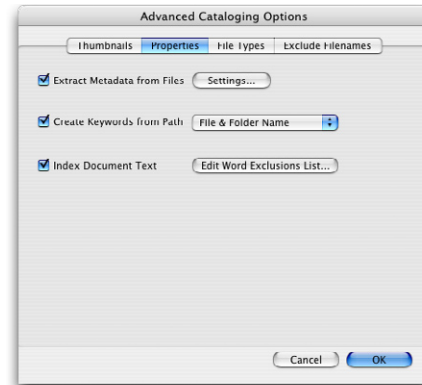 Advanced Cataloging Options
Thumbnails Properties File Types Exclude Filenames
Extract Metadata from Files Settings...
Create Keywords from Path File & Folder Name
Index Document Text Edit Word Exclusions List...
Cancel OK